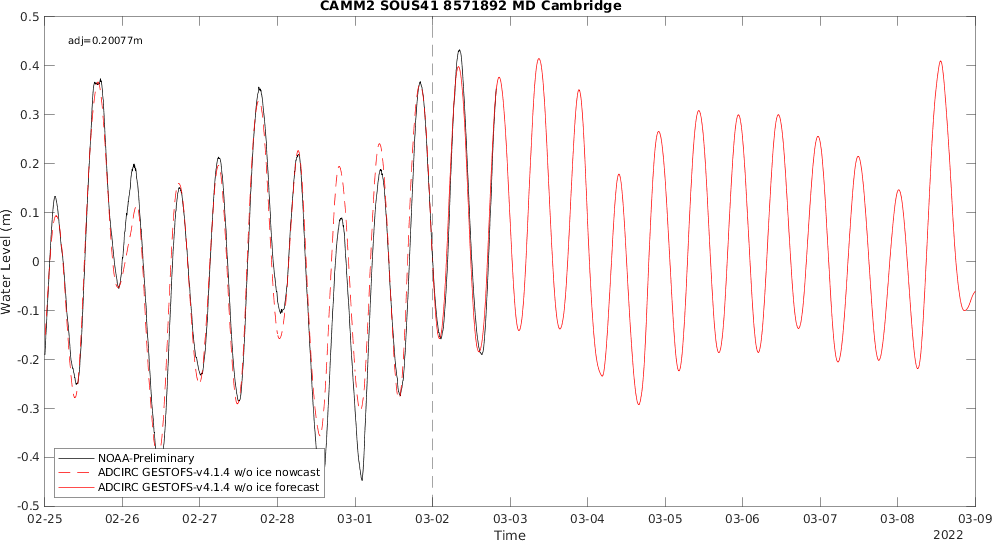 CAMM2 SOUS41 8571892 MD Cambridge
adj=0.20077m
0.5
0.4
0.3
0.2
0.1
0
-0.1
-0.2
-0.3
-0.4
-0.5
Water Level (m)
NOAA-Preliminary
ADCIRC GESTOFS-v4.1.4 w/o ice nowcast
ADCIRC GESTOFS-v4.1.4 w/o ice forecast
02-25 02-26 02-27 02-28 03-01 03-02 03-03 03-04 03-05 03-06 03-07 03-08 03-09
Time
2022